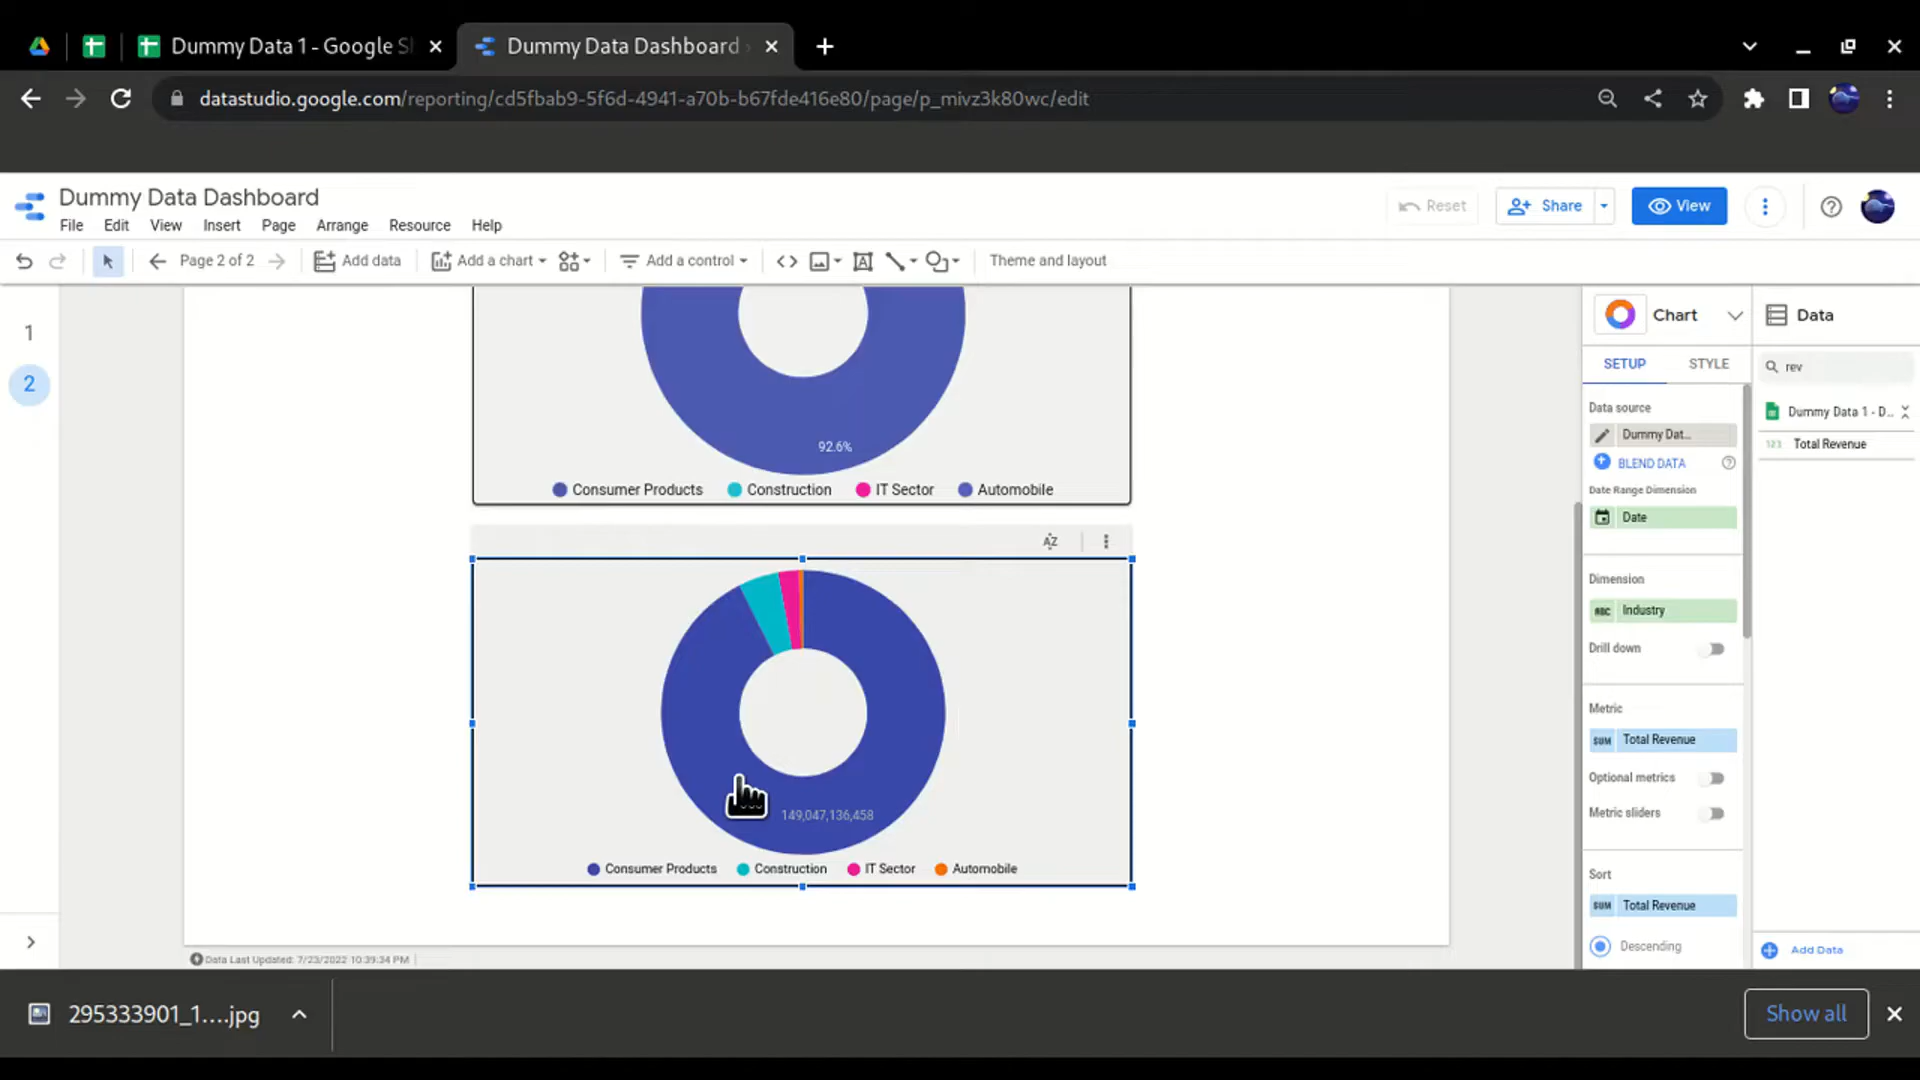 Dummy Data 1 - Google S
Dummy Data Dashboard
datastudio.google.com/reporting/cd5fbab9-5f6d-4941-a70b-b67fde416e80/page/p_mivz3k80wc/edit
Dummy Data Dashboard
File Edit View Insert Page Arrange Resource Help
Reset
Share
View
Page 2 of 2
Add data
Add a chart
Add a control
Theme and layout
1
2
92.6%
Consumer Products Construction IT Sector Automobile
AZ
149,047,136,458
Consumer Products Construction IT Sector Automobile
Data Last Updated: 7/23/2022 10:39:34 PM
Chart
SETUP STYLE
Data source
Dummy Dat...
BLEND DATA
Date Range Dimension
Date
Dimension
ABC Industry
Drill down
Metric
SUM Total Revenue
Optional metrics
Metric sliders
Sort
SUM Total Revenue
Descending
Data
rev
Dummy Data 1 - D...
123 Total Revenue
Add Data
295333901_1....jpg
Show all